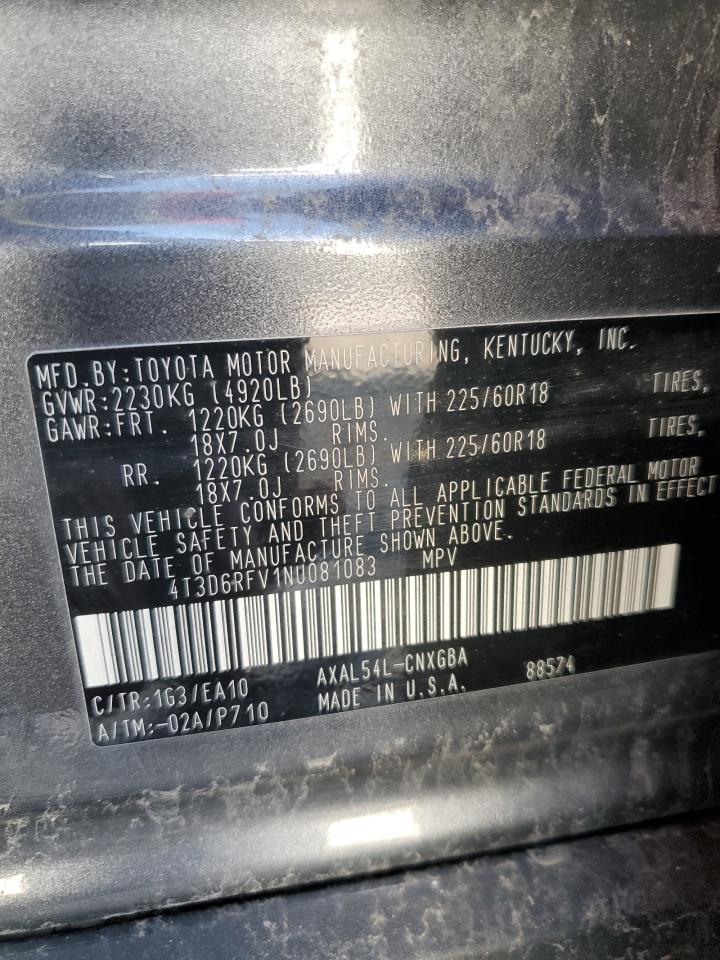 MFD.BY:TOYOTA MOTOR MANUFACTURING, KENTUCKY, INC.
GVWR:2230KG (4920LB)
GAWR:FRT. 1220KG (2690LB) WITH 225/60R18 TIRES,
18X7.0J RIMS.
RR. 1220KG (2690LB) WITH 225/60R18 TIRES,
18X7.0J RIMS.
THIS VEHICLE CONFORMS TO ALL APPLICABLE FEDERAL MOTOR
VEHICLE SAFETY AND THEFT PREVENTION STANDARDS IN EFFECT
THE DATE OF MANUFACTURE SHOWN ABOVE.
4T3D6RFV1NU081083 MPV
C/TR:1G3/EA10 AXAL54L-CNXGBA 88574
A/TM:-02A/P710 MADE IN U.S.A.